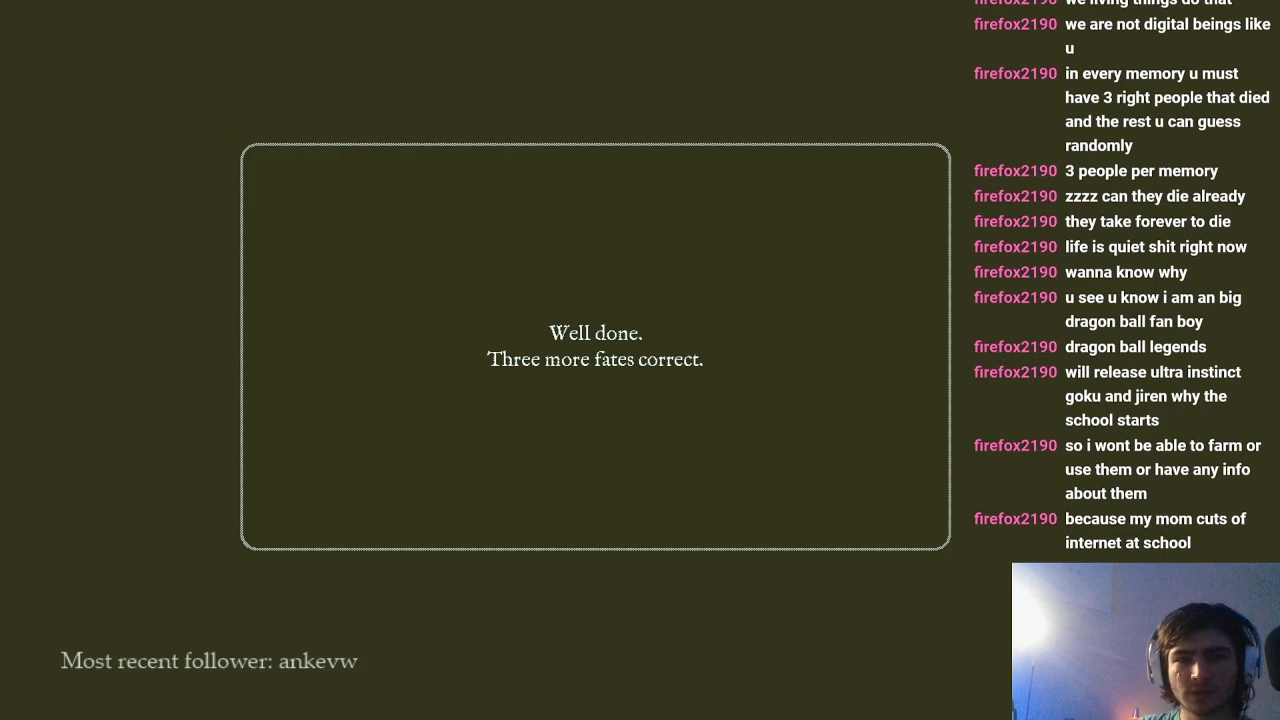 we are not digital beings like
u
firefox2190 in every memory u must
have 3 right people that died
and the rest u can guess
randomly
firefox2190 3 people per memory
firefox2190 zzzz can they die already
firefox2190 they take forever to die
firefox2190 life is quiet shit right now
firefox2190 wanna know why
firefox2190 u see u know i am an big
dragon ball fan boy
firefox2190 dragon ball legends
firefox2190 will release ultra instinct
goku and jiren why the
school starts
firefox2190 so i wont be able to farm or
use them or have any info
about them
firefox2190 because my mom cuts of
internet at school
Well done.
Three more fates correct.
Most recent follower: ankevw